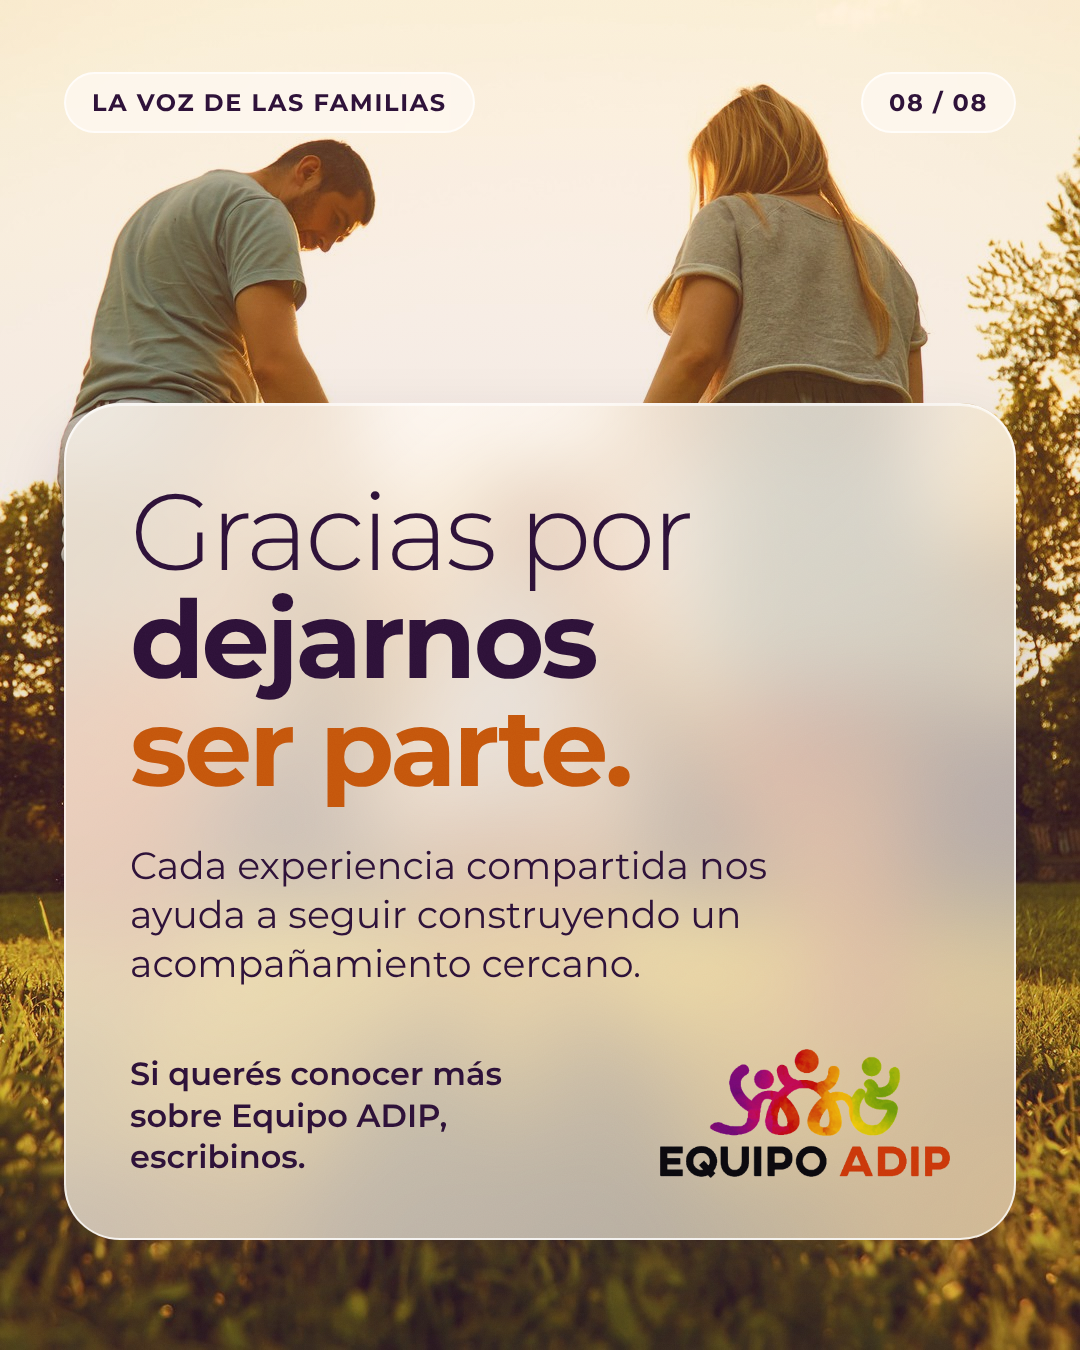 LA VOZ DE LAS FAMILIAS
08 / 08
Gracias por
dejarnos
ser parte.
Cada experiencia compartida nos
ayuda a seguir construyendo un
acompañamiento cercano.
Si querés conocer más
sobre Equipo ADIP,
escribinos.
EQUIPO ADIP